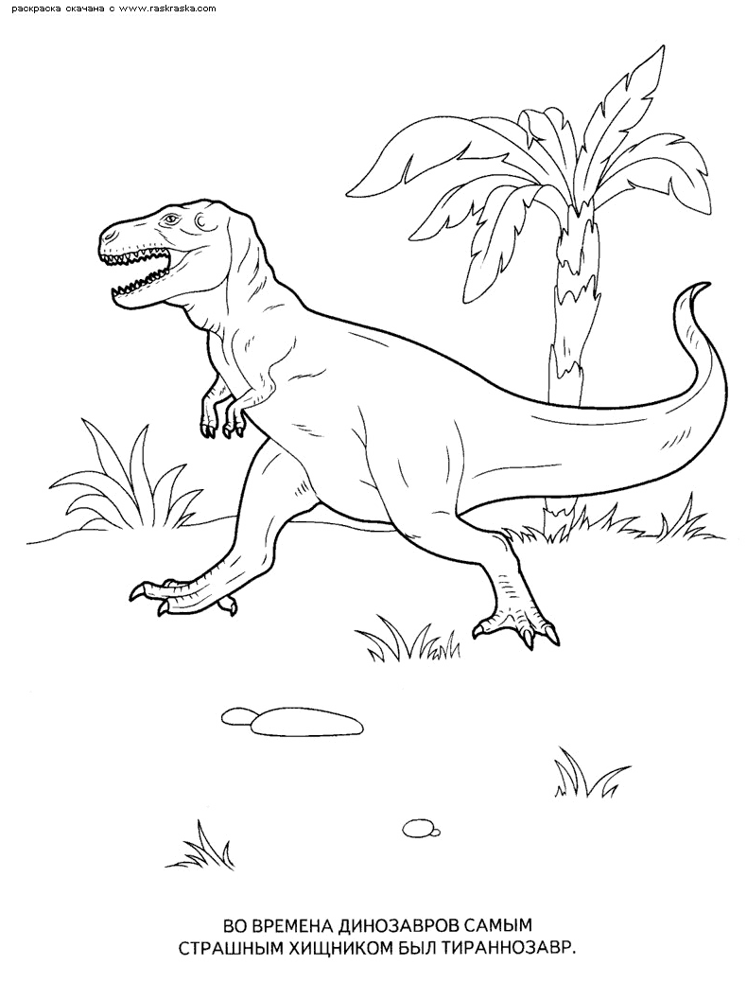 раскраска скачана с www.raskraska.com
ВО ВРЕМЕНА ДИНОЗАВРОВ САМЫМ
СТРАШНЫМ ХИЩНИКОМ БЫЛ ТИРАННОЗАВР.